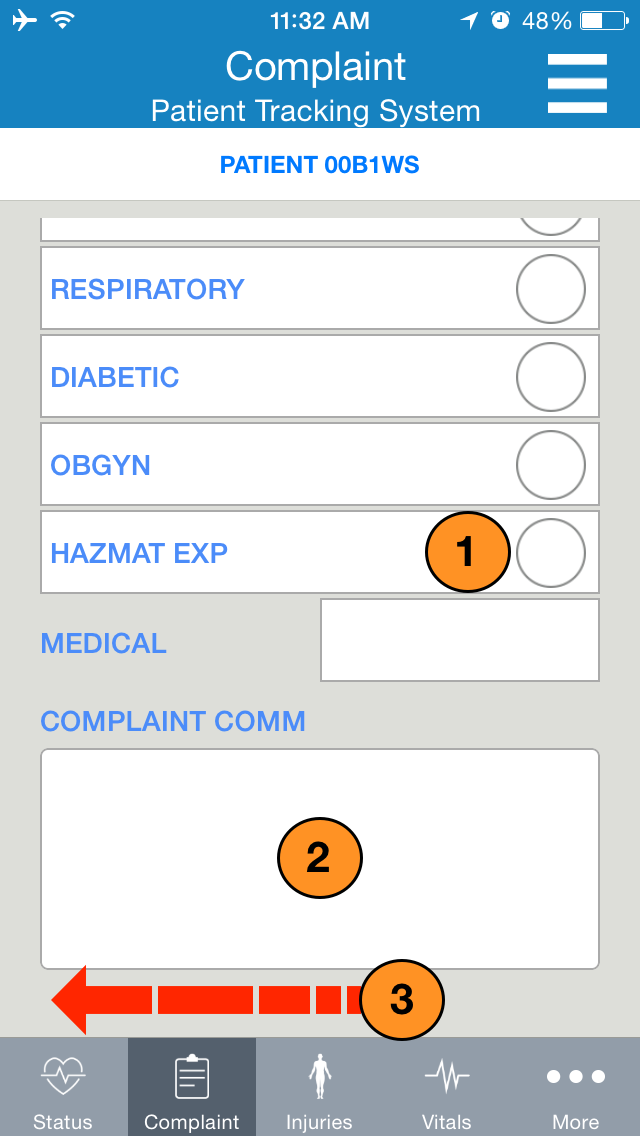 11:32 AM 48%
Complaint
Patient Tracking System
PATIENT 00B1WS
RESPIRATORY
DIABETIC
OBGYN
HAZMAT EXP 1
MEDICAL
COMPLAINT COMM
2
3
Status Complaint Injuries Vitals More